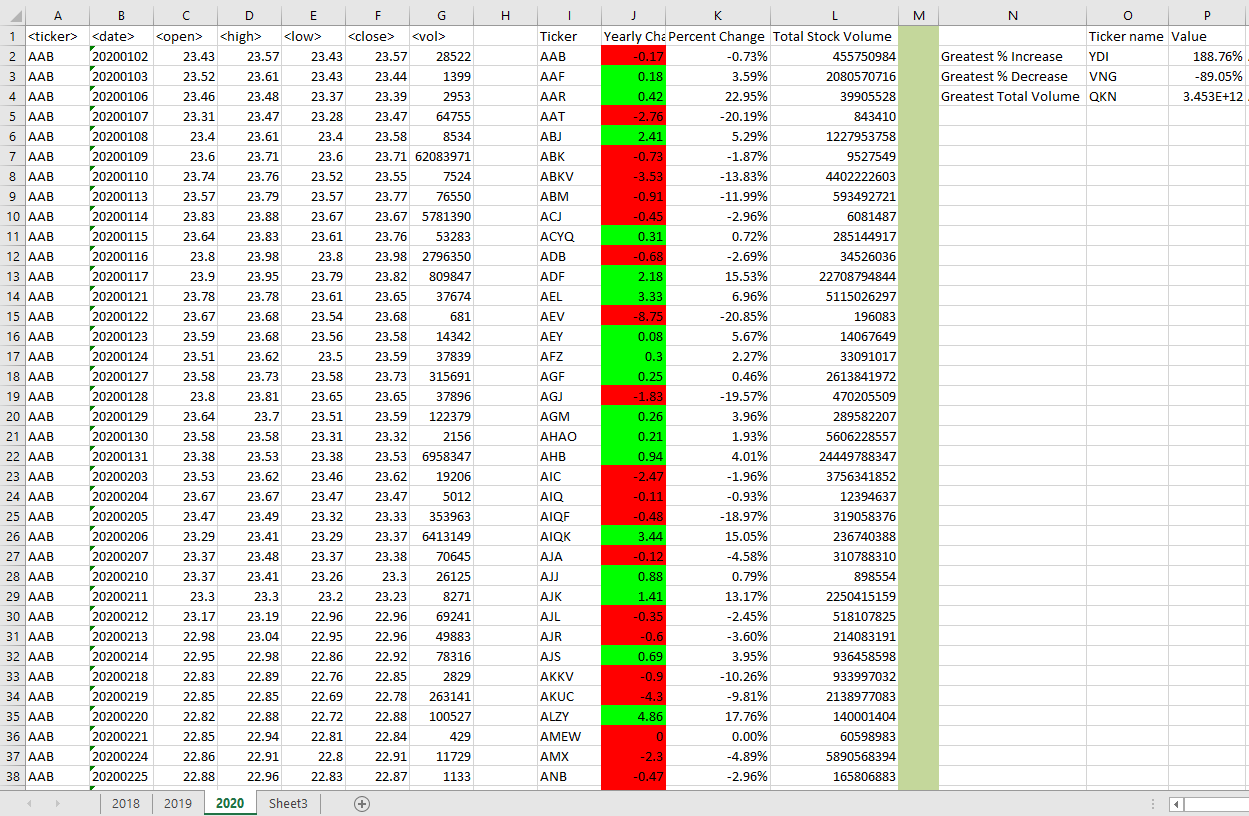 A B C D E F G H I J K L M N O P
1 <ticker> <date> <open> <high> <low> <close> <vol> Ticker Yearly Cha Percent Change Total Stock Volume Ticker name Value
2 AAB 20200102 23.43 23.57 23.43 23.57 28522 AAB -0.17 -0.73% 455750984 Greatest % Increase YDI 188.76%
3 AAB 20200103 23.52 23.61 23.43 23.44 1399 AAF 0.18 3.59% 2080570716 Greatest % Decrease VNG -89.05%
4 AAB 20200106 23.46 23.48 23.37 23.39 2953 AAR 0.42 22.95% 39905528 Greatest Total Volume QKN 3.453E+12
5 AAB 20200107 23.31 23.47 23.28 23.47 64755 AAT -2.76 -20.19% 843410
6 AAB 20200108 23.4 23.61 23.4 23.58 8534 ABJ 2.41 5.29% 1227953758
7 AAB 20200109 23.6 23.71 23.6 23.71 62083971 ABK -0.73 -1.87% 9527549
8 AAB 20200110 23.74 23.76 23.52 23.55 7524 ABKV -3.53 -13.83% 4402222603
9 AAB 20200113 23.57 23.79 23.57 23.77 76550 ABM -0.91 -11.99% 593492721
10 AAB 20200114 23.83 23.88 23.67 23.67 5781390 ACJ -0.45 -2.96% 6081487
11 AAB 20200115 23.64 23.83 23.61 23.76 53283 ACYQ 0.31 0.72% 285144917
12 AAB 20200116 23.8 23.98 23.8 23.98 2796350 ADB -0.68 -2.69% 34526036
13 AAB 20200117 23.9 23.95 23.79 23.82 809847 ADF 2.18 15.53% 22708794844
14 AAB 20200121 23.78 23.78 23.61 23.65 37674 AEL 3.33 6.96% 5115026297
15 AAB 20200122 23.67 23.68 23.54 23.68 681 AEV -8.75 -20.85% 196083
16 AAB 20200123 23.59 23.68 23.56 23.58 14342 AEY 0.08 5.67% 14067649
17 AAB 20200124 23.51 23.62 23.5 23.59 37839 AFZ 0.3 2.27% 33091017
18 AAB 20200127 23.58 23.73 23.58 23.73 315691 AGF 0.25 0.46% 2613841972
19 AAB 20200128 23.8 23.81 23.65 23.65 37896 AGJ -1.83 -19.57% 470205509
20 AAB 20200129 23.64 23.7 23.51 23.59 122379 AGM 0.26 3.96% 289582207
21 AAB 20200130 23.58 23.58 23.31 23.32 2156 AHAO 0.21 1.93% 5606228557
22 AAB 20200131 23.38 23.53 23.38 23.53 6958347 AHB 0.94 4.01% 24449788347
23 AAB 20200203 23.53 23.62 23.46 23.62 19206 AIC -2.47 -1.96% 3756341852
24 AAB 20200204 23.67 23.67 23.47 23.47 5012 AIQ -0.11 -0.93% 12394637
25 AAB 20200205 23.47 23.49 23.32 23.33 353963 AIQF -0.48 -18.97% 319058376
26 AAB 20200206 23.29 23.41 23.29 23.37 6413149 AIQK 3.44 15.05% 236740388
27 AAB 20200207 23.37 23.48 23.37 23.38 70645 AJA -0.12 -4.58% 310788310
28 AAB 20200210 23.37 23.41 23.26 23.3 26125 AJJ 0.88 0.79% 898554
29 AAB 20200211 23.3 23.3 23.2 23.23 8271 AJK 1.41 13.17% 2250415159
30 AAB 20200212 23.17 23.19 22.96 22.96 69241 AJL -0.35 -2.45% 518107825
31 AAB 20200213 22.98 23.04 22.95 22.96 49883 AJR -0.6 -3.60% 214083191
32 AAB 20200214 22.95 22.98 22.86 22.92 78316 AJS 0.69 3.95% 936458598
33 AAB 20200218 22.83 22.89 22.76 22.85 2829 AKKV -0.9 -10.26% 933997032
34 AAB 20200219 22.85 22.85 22.69 22.78 263141 AKUC -4.3 -9.81% 2138977083
35 AAB 20200220 22.82 22.88 22.72 22.88 100527 ALZY 4.86 17.76% 140001404
36 AAB 20200221 22.85 22.94 22.81 22.84 429 AMEW 0 0.00% 60598983
37 AAB 20200224 22.86 22.91 22.8 22.91 11729 AMX -2.3 -4.89% 5890568394
38 AAB 20200225 22.88 22.96 22.83 22.87 1133 ANB -0.47 -2.96% 165806883
2018 2019 2020 Sheet3